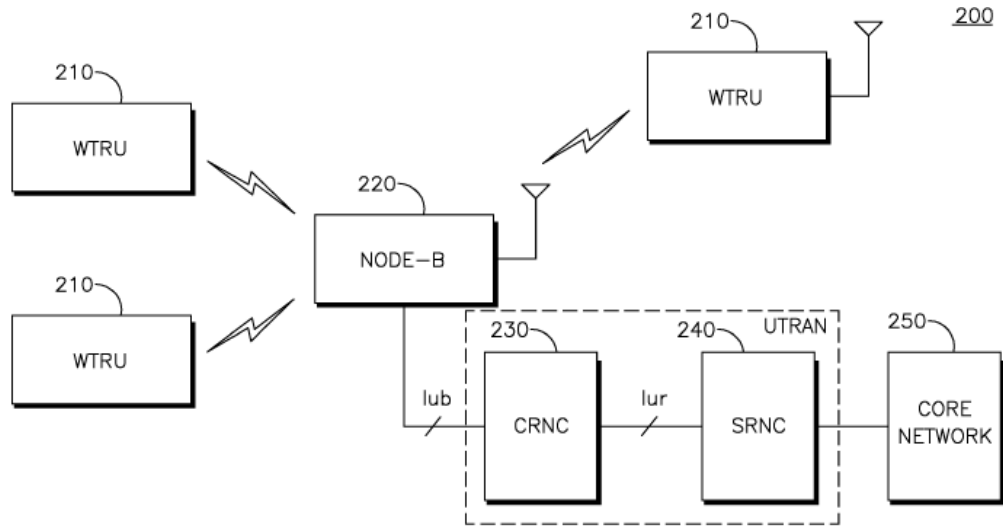 200
210
WTRU
210
WTRU
220
NODE-B
210
WTRU
UTRAN
230
CRNC
240
SRNC
250
CORE
NETWORK
Iub
Iur